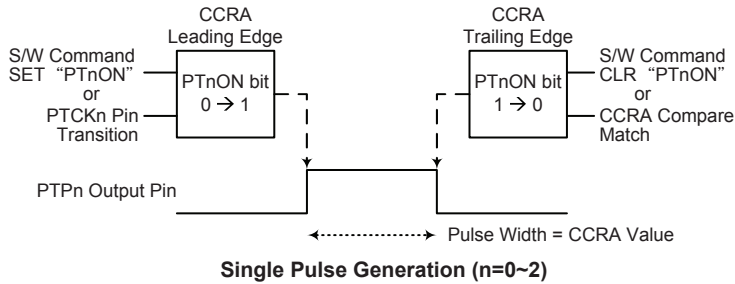 CCRA
Leading Edge
S/W Command
SET “PTnON”
or
PTCKn Pin
Transition
PTnON bit
0 → 1
CCRA
Trailing Edge
PTnON bit
1 → 0
S/W Command
CLR “PTnON”
or
CCRA Compare
Match
PTPn Output Pin
Pulse Width = CCRA Value
Single Pulse Generation (n=0~2)